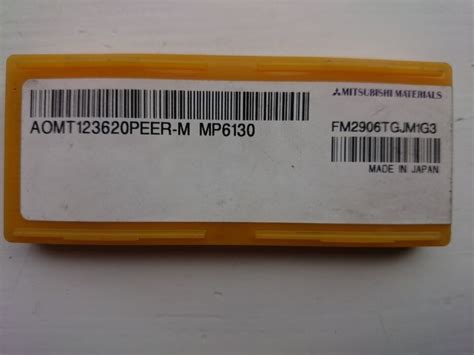 MITSUBISHI MATERIALS
AOMT123620PEER-M MP6130
FM2906TGJM1G3
MADE IN JAPAN